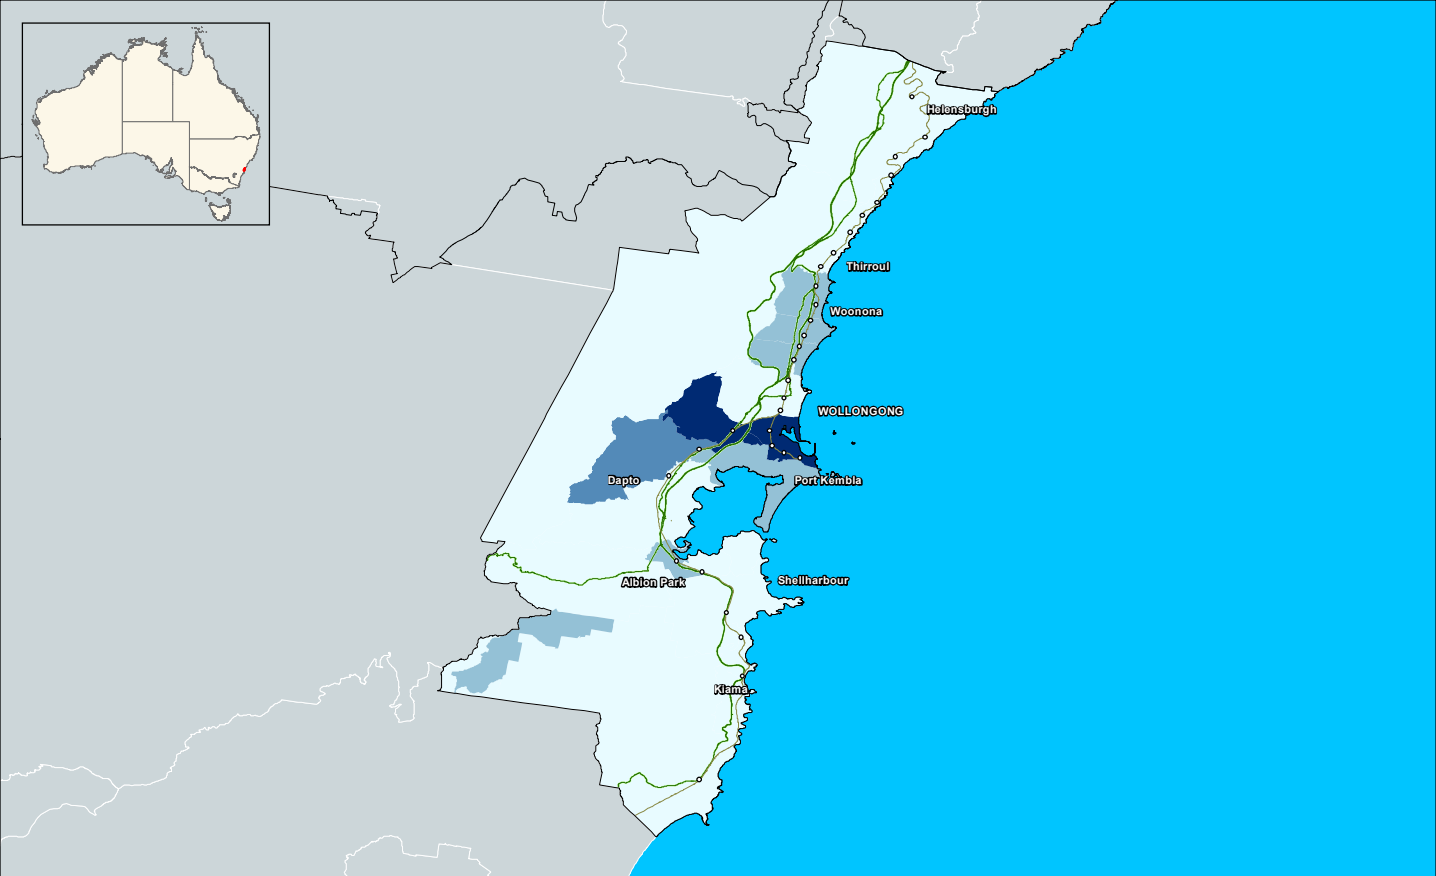 Helensburgh
Thirroul
Woonona
WOLLONGONG
Dapto
Port Kembla
Albion Park
Shellharbour
Kiama